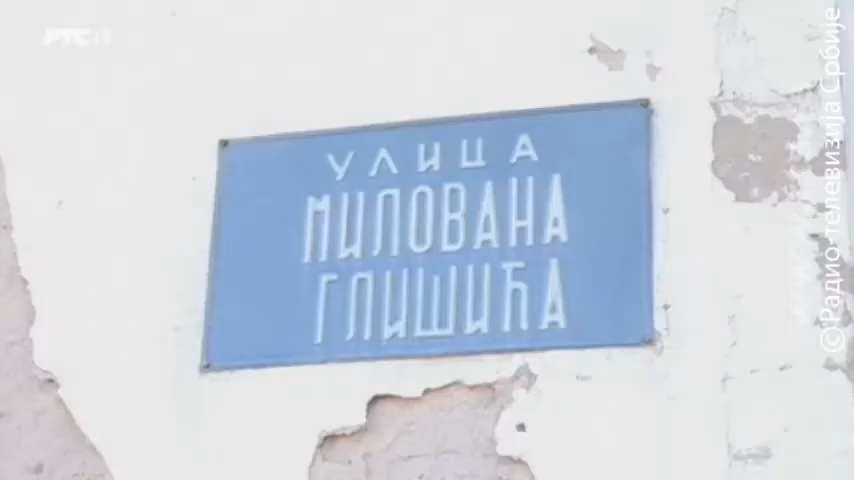 РТС
УЛИЦА
МИЛОВАНА
ГЛИШИЋА
© Радио-телевизија Србије